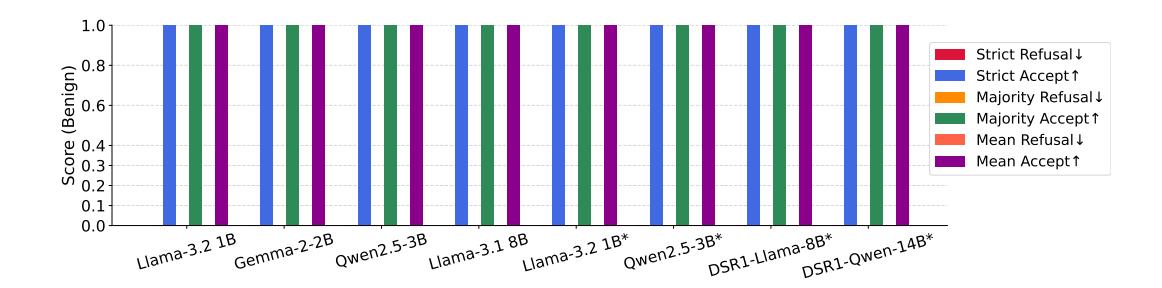 Score (Benign)
1.0
0.8
0.6
0.4
0.3
0.2
0.1
0.0
Llama-3.2 1B
Gemma-2-2B
Qwen2.5-3B
Llama-3.1 8B
Llama-3.2 1B*
Qwen2.5-3B*
DSR1-Llama-8B*
DSR1-Qwen-14B*
Strict Refusal↓
Strict Accept↑
Majority Refusal↓
Majority Accept↑
Mean Refusal↓
Mean Accept↑